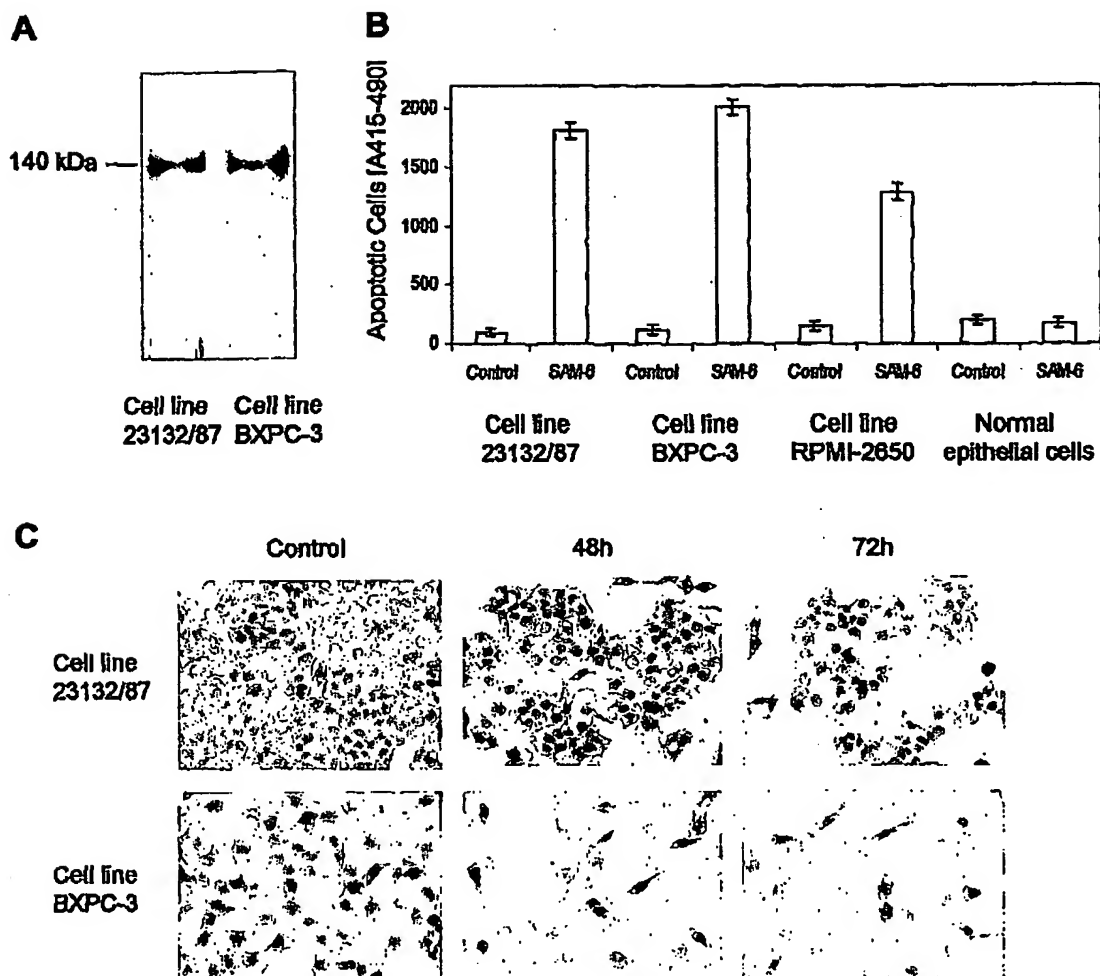 A
140 kDa
Cell line
23132/87
Cell line
BXPC-3
B
Apoptotic Cells [A415-490]
2000
1500
1000
500
0
Control
SAM-6
Control
SAM-6
Control
SAM-6
Control
SAM-6
Cell line
23132/87
Cell line
BXPC-3
Cell line
RPMI-2650
Normal
epithelial cells
C
Control
48h
72h
Cell line
23132/87
Cell line
BXPC-3